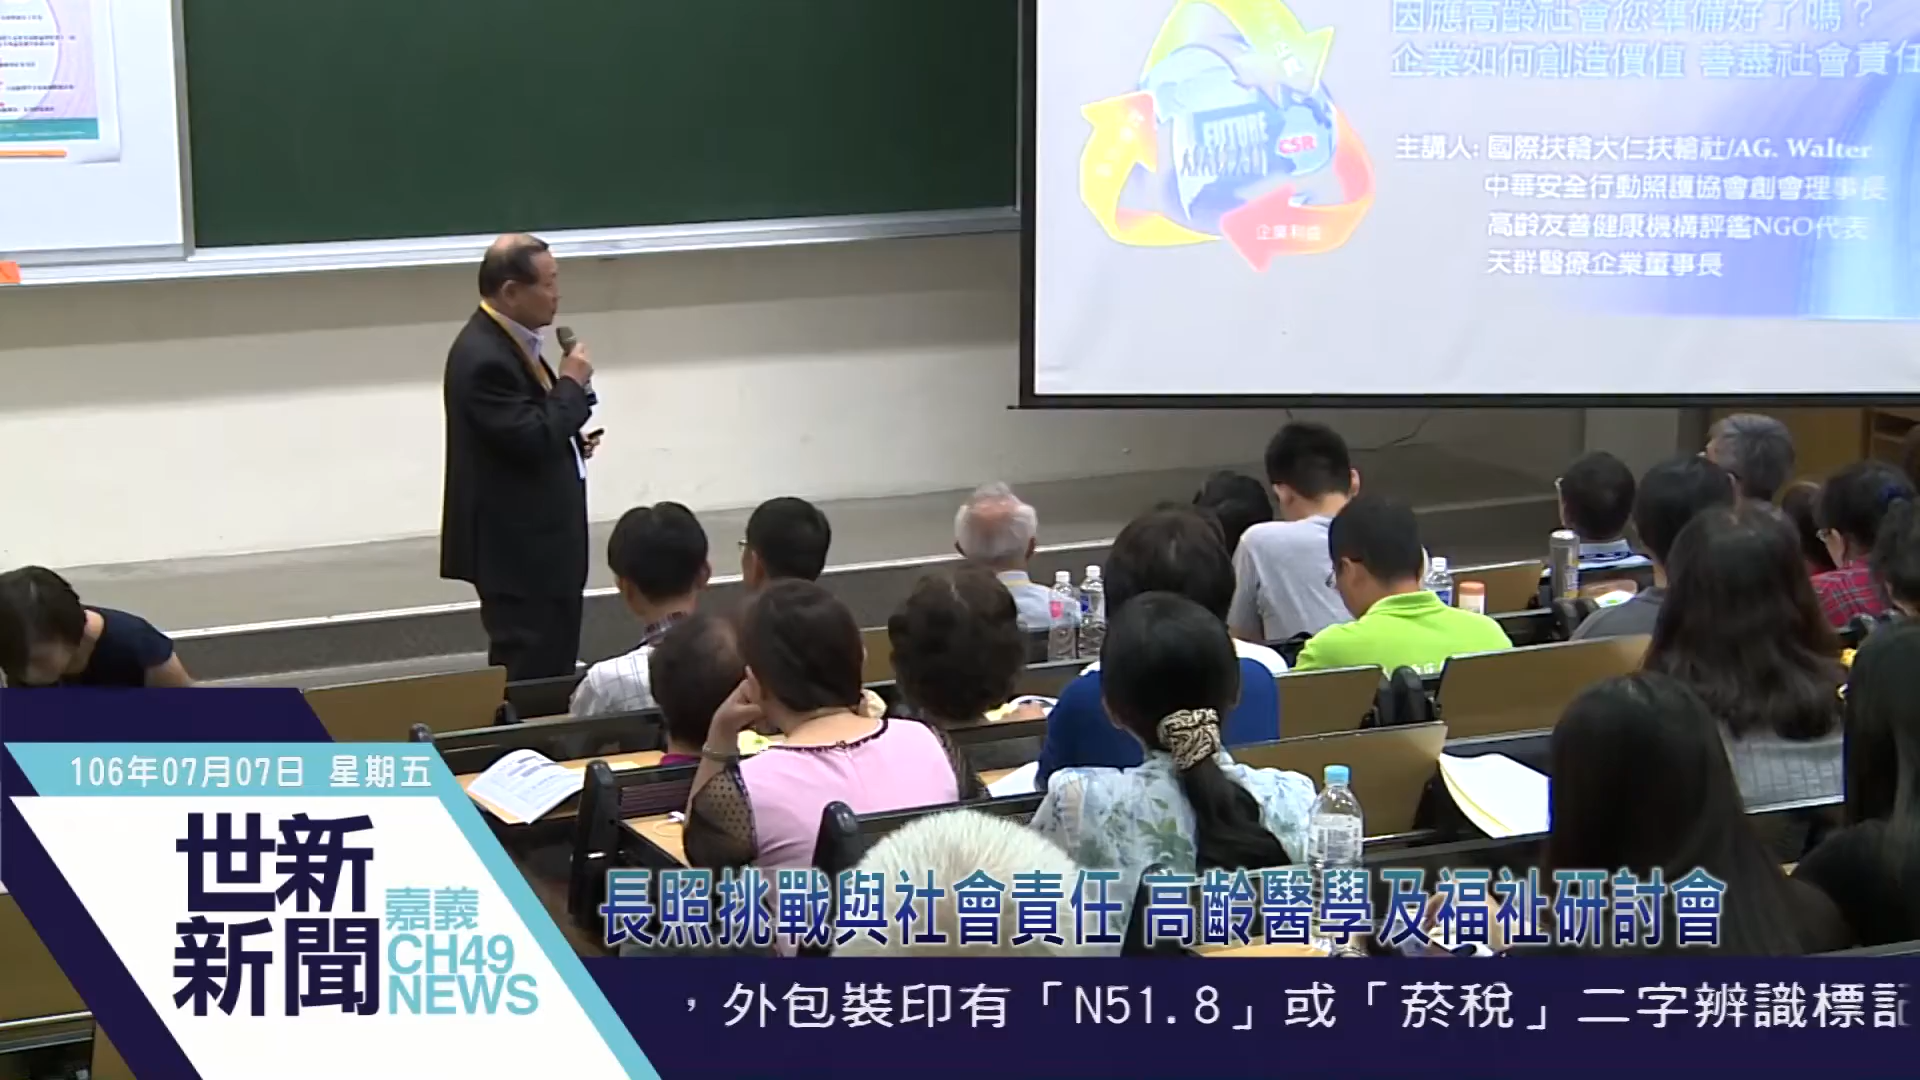 因應高齡社會您準備好了嗎？
企業如何創造價值 善盡社會責任
FUTURE
CSR
企業利益
主講人: 國際扶輪大仁扶輪社/AG. Walter
中華安全行動照護協會創會理事長
高齡友善健康機構評鑑NGO代表
天群醫療企業董事長
106年07月07日 星期五
世新
新聞
嘉義
CH49
NEWS
長照挑戰與社會責任 高齡醫學及福祉研討會
，外包裝印有「N51.8」或「菸稅」二字辨識標記